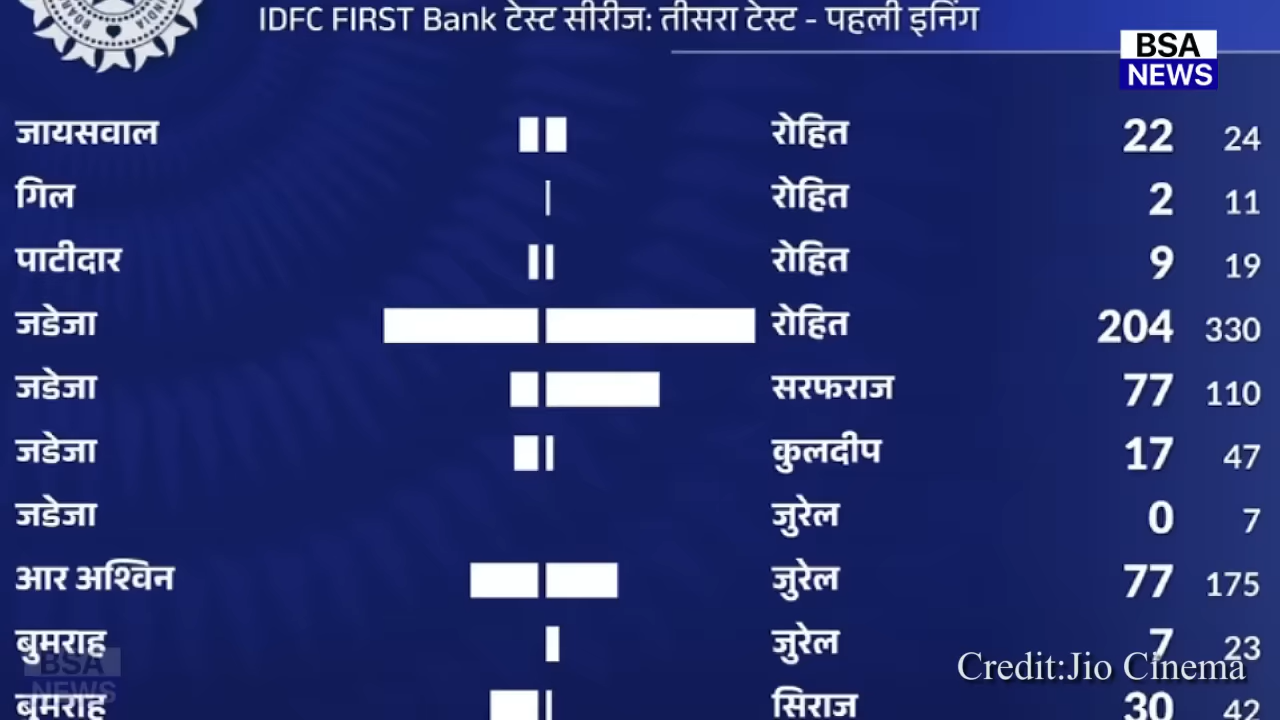 IDFC FIRST Bank टेस्ट सीरीज: तीसरा टेस्ट - पहली इनिंग
BSA
NEWS
जायसवाल रोहित 22 24
गिल रोहित 2 11
पाटीदार रोहित 9 19
जडेजा रोहित 204 330
जडेजा सरफराज 77 110
जडेजा कुलदीप 17 47
जडेजा जुरेल 0 7
आर अश्विन जुरेल 77 175
बुमराह जुरेल 7 23
BSA
NEWS
Credit:Jio Cinema
बुमराह सिराज 30 42